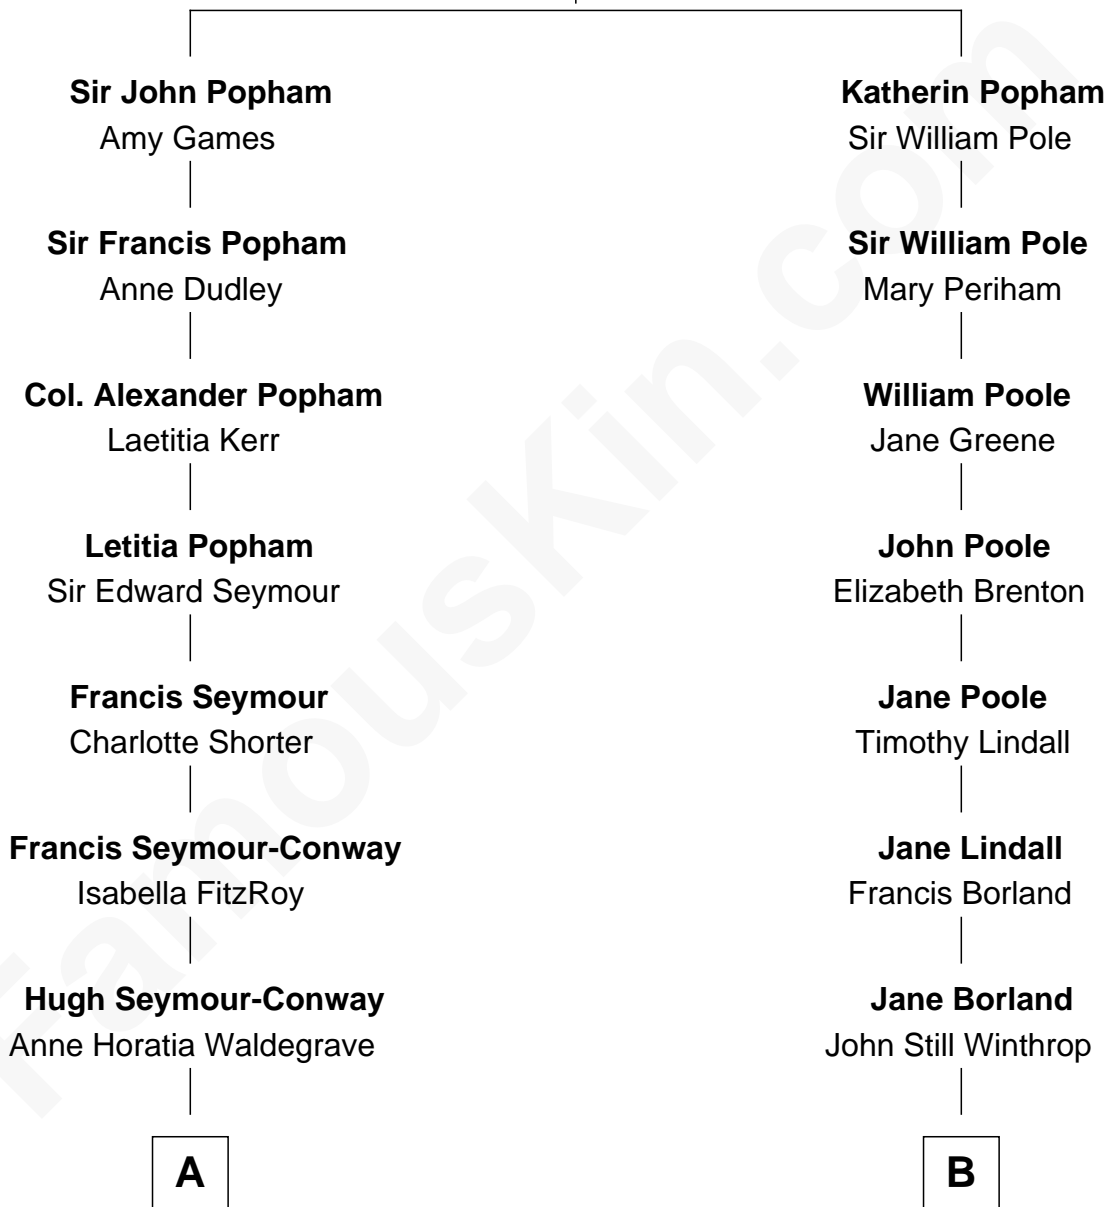 Sir John Popham
Amy Games
Sir Francis Popham
Anne Dudley
Col. Alexander Popham
Laetitia Kerr
Letitia Popham
Sir Edward Seymour
Francis Seymour
Charlotte Shorter
Francis Seymour-Conway
Isabella FitzRoy
Hugh Seymour-Conway
Anne Horatia Waldegrave
A
Katherin Popham
Sir William Pole
Sir William Pole
Mary Periham
William Poole
Jane Greene
John Poole
Elizabeth Brenton
Jane Poole
Timothy Lindall
Jane Lindall
Francis Borland
Jane Borland
John Still Winthrop
B
FamousKin.com